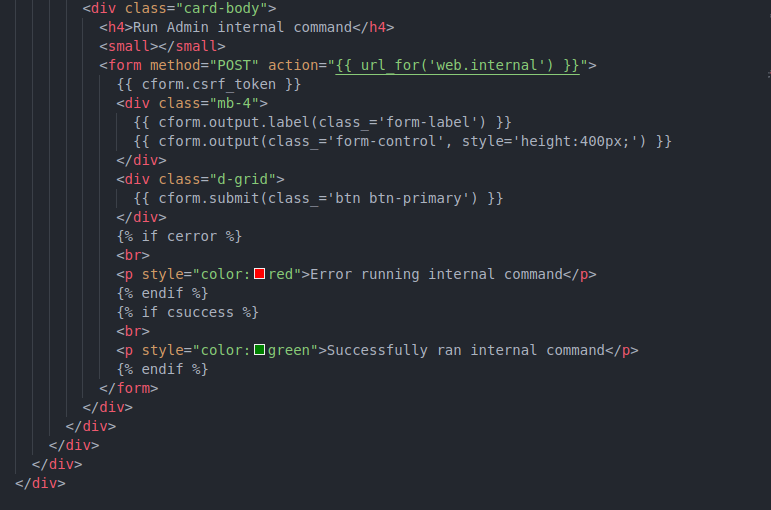 <div class="card-body">
<h4>Run Admin internal command</h4>
<small></small>
<form method="POST" action="{{ url_for('web.internal') }}">
{{ cform.csrf_token }}
<div class="mb-4">
{{ cform.output.label(class_='form-label') }}
{{ cform.output(class_='form-control', style='height:400px;') }}
</div>
<div class="d-grid">
{{ cform.submit(class_='btn btn-primary') }}
</div>
{% if cerror %}
<br>
<p style="color:red">Error running internal command</p>
{% endif %}
{% if csuccess %}
<br>
<p style="color:green">Successfully ran internal command</p>
{% endif %}
</form>
</div>
</div>
</div>
</div>
</div>